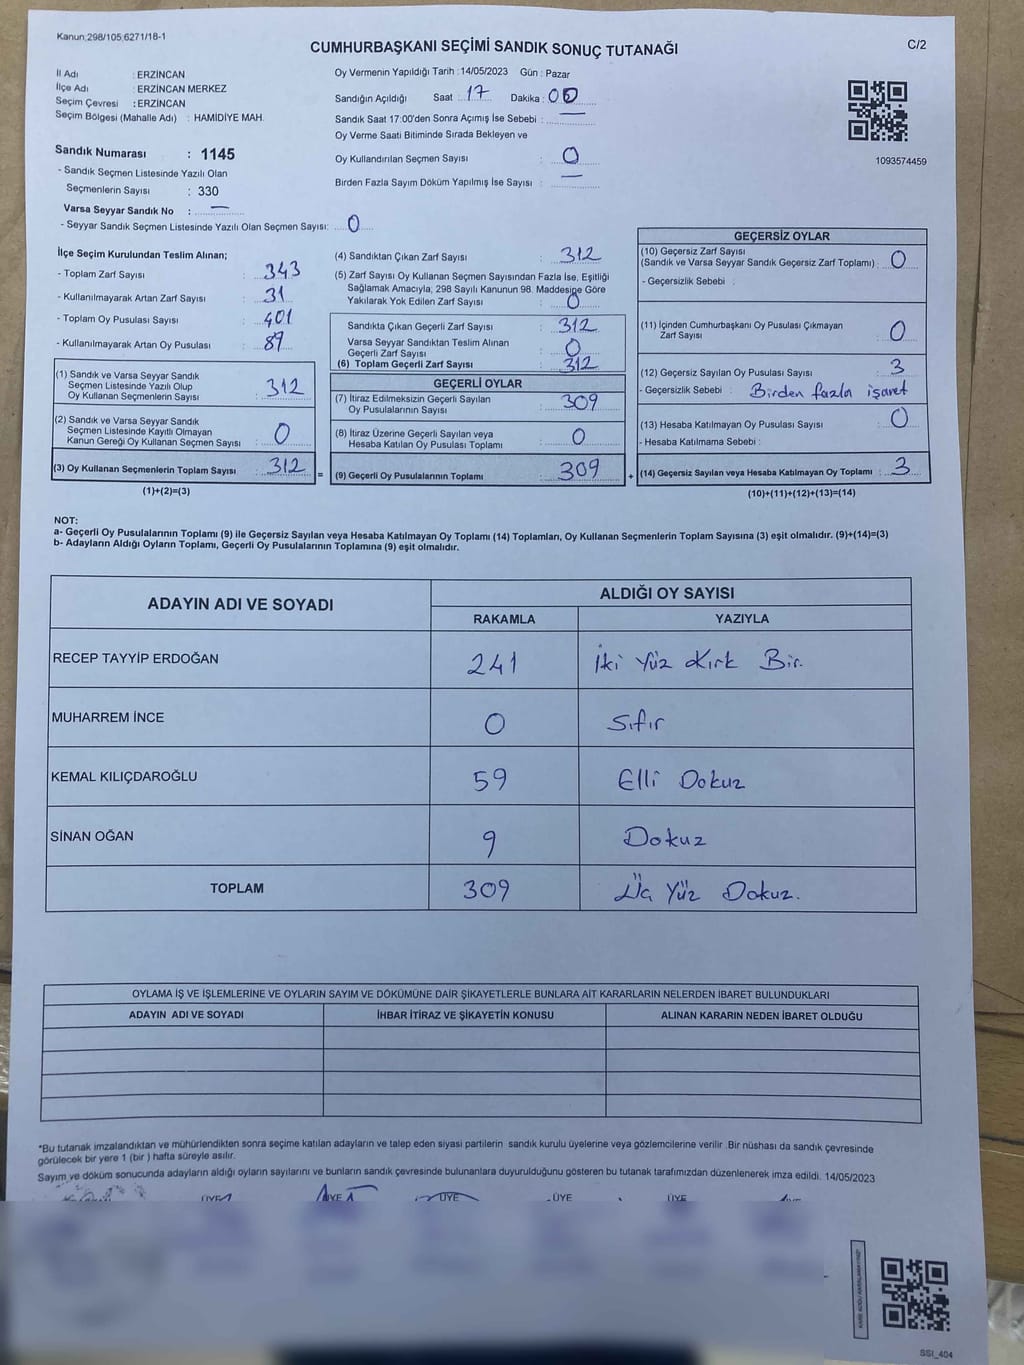 Kanun:298/105,6271/18-1
CUMHURBAŞKANI SEÇİMİ SANDIK SONUÇ TUTANAĞI
C/2
İl Adı : ERZİNCAN
İlçe Adı : ERZİNCAN MERKEZ
Seçim Çevresi : ERZİNCAN
Seçim Bölgesi (Mahalle Adı) : HAMİDİYE MAH.
Sandık Numarası : 1145
- Sandık Seçmen Listesinde Yazılı Olan
Seçmenlerin Sayısı : 330
Varsa Seyyar Sandık No : —
- Seyyar Sandık Seçmen Listesinde Yazılı Olan Seçmen Sayısı: 0
Oy Vermenin Yapıldığı Tarih :14/05/2023 Gün : Pazar
Sandığın Açıldığı Saat : 17 Dakika : 00
Sandık Saat 17:00'den Sonra Açımış İse Sebebi : —
Oy Verme Saati Bitiminde Sırada Bekleyen ve
Oy Kullandırılan Seçmen Sayısı : 0
Birden Fazla Sayım Döküm Yapılmış İse Sayısı : —
1093574459
İlçe Seçim Kurulundan Teslim Alınan;
- Toplam Zarf Sayısı : 343
- Kullanılmayarak Artan Zarf Sayısı : 31
- Toplam Oy Pusulası Sayısı : 401
- Kullanılmayarak Artan Oy Pusulası : 89
(1) Sandık ve Varsa Seyyar Sandık
Seçmen Listesinde Yazılı Olup
Oy Kullanan Seçmenlerin Sayısı : 312
(2) Sandık ve Varsa Seyyar Sandık
Seçmen Listesinde Kayıtlı Olmayan
Kanun Gereği Oy Kullanan Seçmen Sayısı : 0
(3) Oy Kullanan Seçmenlerin Toplam Sayısı : 312
(1)+(2)=(3)
(4) Sandıktan Çıkan Zarf Sayısı : 312
(5) Zarf Sayısı Oy Kullanan Seçmen Sayısından Fazla İse, Eşitliği
Sağlamak Amacıyla; 298 Sayılı Kanunun 98. Maddesine Göre
Yakılarak Yok Edilen Zarf Sayısı : 0
Sandıkta Çıkan Geçerli Zarf Sayısı : 312
Varsa Seyyar Sandıktan Teslim Alınan
Geçerli Zarf Sayısı : 0
(6) Toplam Geçerli Zarf Sayısı : 312
GEÇERLİ OYLAR
(7) İtiraz Edilmeksizin Geçerli Sayılan
Oy Pusulalarının Sayısı : 309
(8) İtiraz Üzerine Geçerli Sayılan veya
Hesaba Katılan Oy Pusulası Toplamı : 0
= (9) Geçerli Oy Pusulalarının Toplamı : 309
GEÇERSİZ OYLAR
(10) Geçersiz Zarf Sayısı
(Sandık ve Varsa Seyyar Sandık Geçersiz Zarf Toplamı) : 0
- Geçersizlik Sebebi :
(11) İçinden Cumhurbaşkanı Oy Pusulası Çıkmayan
Zarf Sayısı : 0
(12) Geçersiz Sayılan Oy Pusulası Sayısı : 3
- Geçersizlik Sebebi : Birden fazla işaret
(13) Hesaba Katılmayan Oy Pusulası Sayısı : 0
- Hesaba Katılmama Sebebi :
+ (14) Geçersiz Sayılan veya Hesaba Katılmayan Oy Toplamı : 3
(10)+(11)+(12)+(13)=(14)
NOT:
a- Geçerli Oy Pusulalarının Toplamı (9) ile Geçersiz Sayılan veya Hesaba Katılmayan Oy Toplamı (14) Toplamları, Oy Kullanan Seçmenlerin Toplam Sayısına (3) eşit olmalıdır. (9)+(14)=(3)
b- Adayların Aldığı Oyların Toplamı, Geçerli Oy Pusulalarının Toplamına (9) eşit olmalıdır.
ADAYIN ADI VE SOYADI
ALDIĞI OY SAYISI
RAKAMLA YAZIYLA
RECEP TAYYİP ERDOĞAN 241 İki Yüz Kırk Bir.
MUHARREM İNCE 0 Sıfır
KEMAL KILIÇDAROĞLU 59 Elli Dokuz
SİNAN OĞAN 9 Dokuz
TOPLAM 309 Üç Yüz Dokuz.
OYLAMA İŞ VE İŞLEMLERİNE VE OYLARIN SAYIM VE DÖKÜMÜNE DAİR ŞİKAYETLERLE BUNLARA AİT KARARLARIN NELERDEN İBARET BULUNDUKLARI
ADAYIN ADI VE SOYADI İHBAR İTİRAZ VE ŞİKAYETİN KONUSU ALINAN KARARIN NEDEN İBARET OLDUĞU
*Bu tutanak imzalandıktan ve mühürlendikten sonra seçime katılan adayların ve talep eden siyasi partilerin sandık kurulu üyelerine veya gözlemcilerine verilir .Bir nüshası da sandık çevresinde
görülecek bir yere 1 (bir ) hafta süreyle asılır.
Sayım ve döküm sonucunda adayların aldığı oyların sayılarını ve bunların sandık çevresinde bulunanlara duyurulduğunu gösteren bu tutanak tarafımızdan düzenlenerek imza edildi. 14/05/2023
ÜYE ÜYE ÜYE ÜYE ÜYE
SSI_404